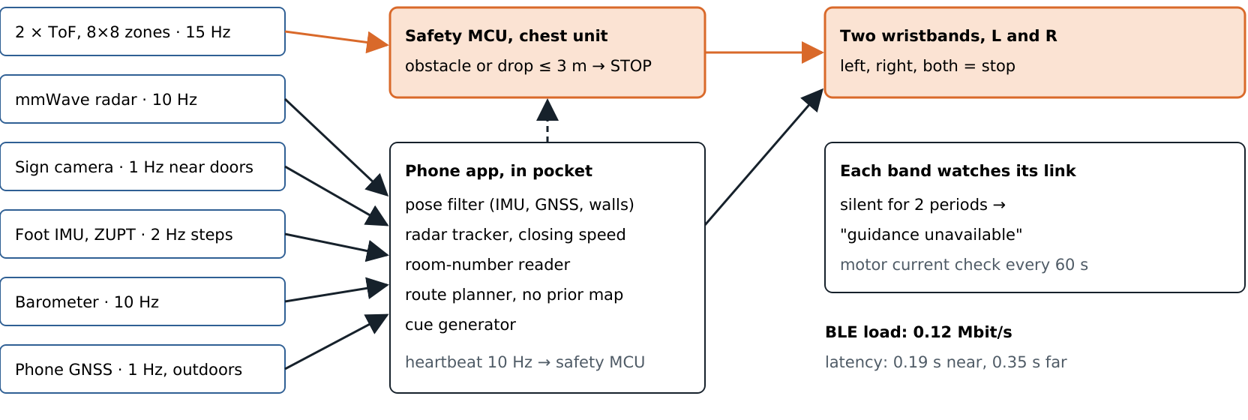 2 × ToF, 8×8 zones · 15 Hz
mmWave radar · 10 Hz
Sign camera · 1 Hz near doors
Foot IMU, ZUPT · 2 Hz steps
Barometer · 10 Hz
Phone GNSS · 1 Hz, outdoors
Safety MCU, chest unit
obstacle or drop ≤ 3 m → STOP
Phone app, in pocket
pose filter (IMU, GNSS, walls)
radar tracker, closing speed
room-number reader
route planner, no prior map
cue generator
heartbeat 10 Hz → safety MCU
Two wristbands, L and R
left, right, both = stop
Each band watches its link
silent for 2 periods →
"guidance unavailable"
motor current check every 60 s
BLE load: 0.12 Mbit/s
latency: 0.19 s near, 0.35 s far